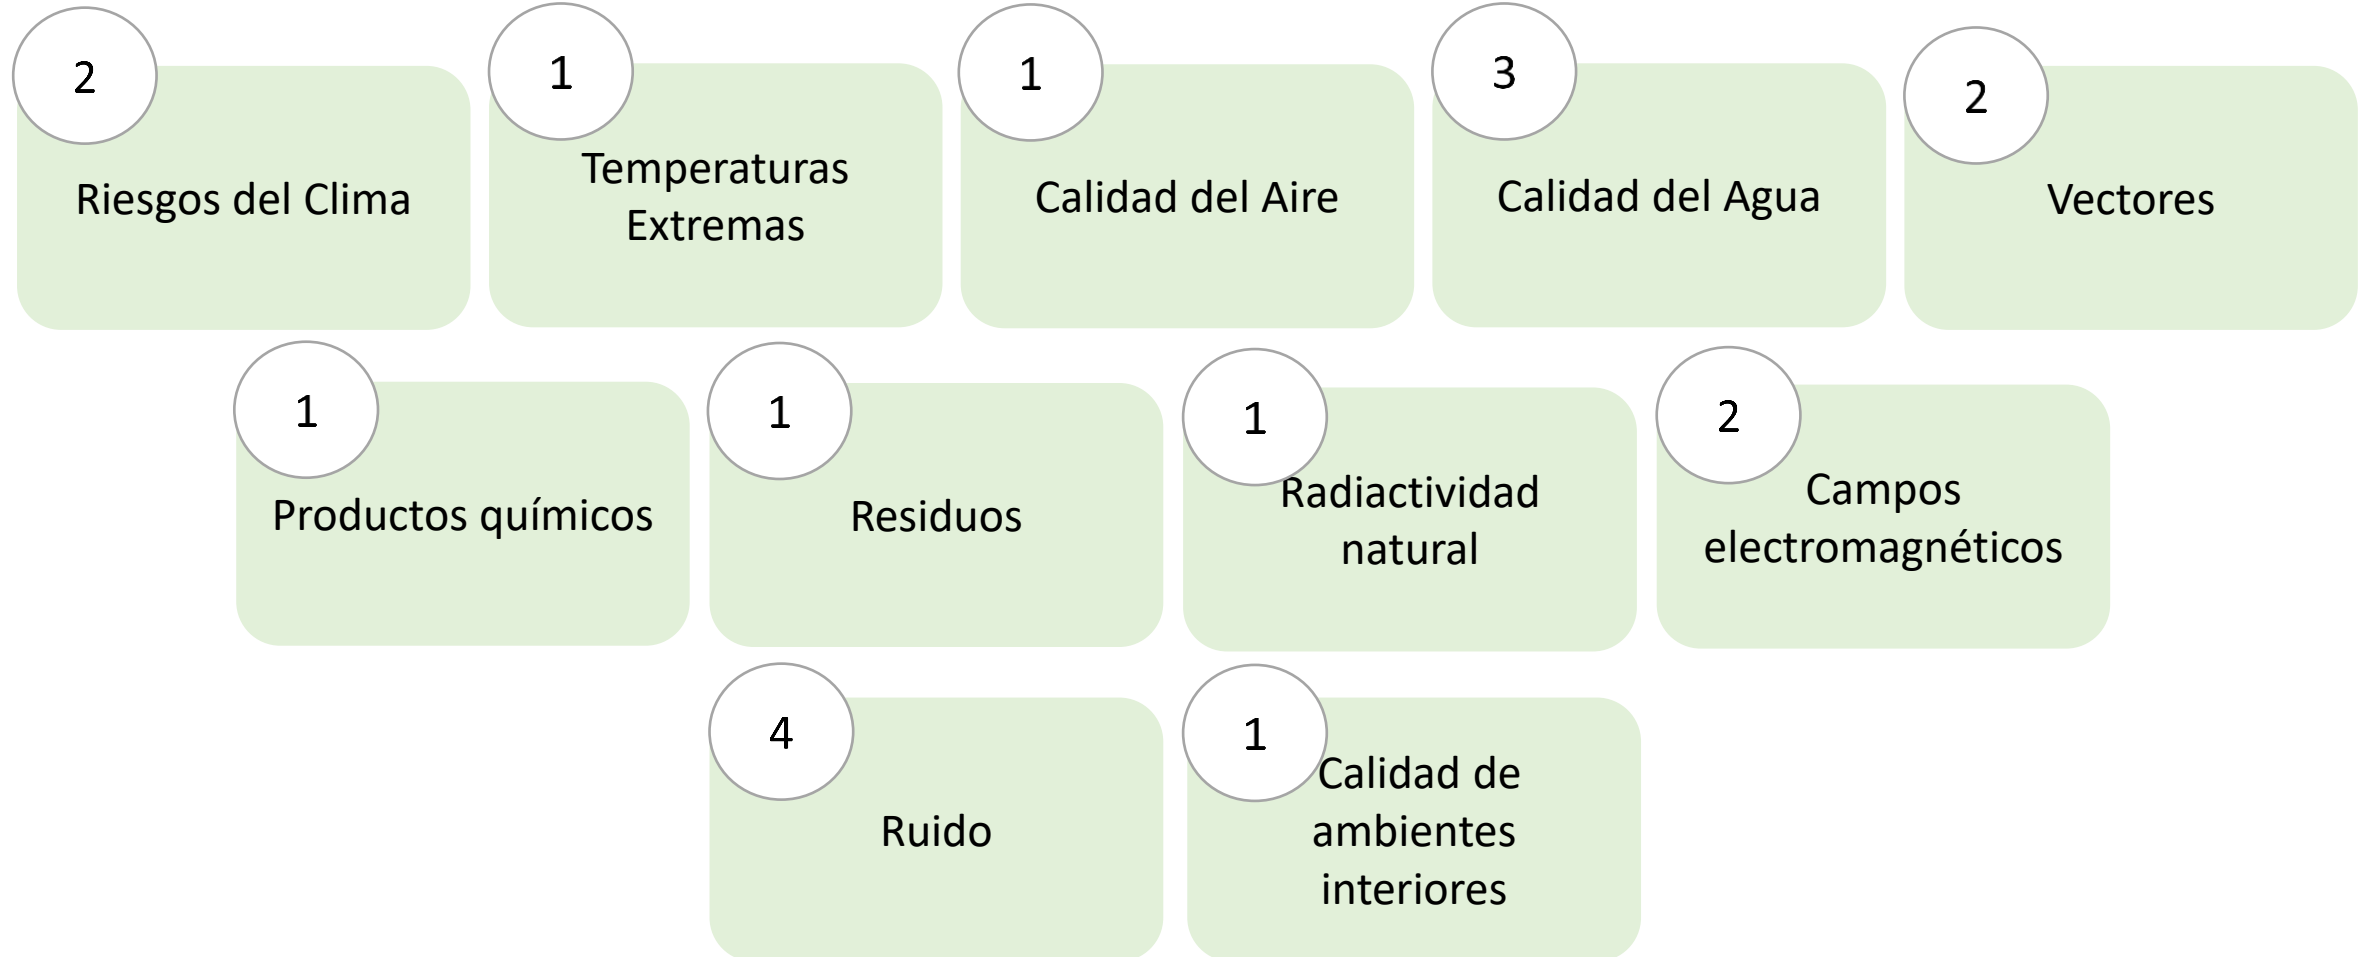 2
Riesgos del Clima
1
Temperaturas
Extremas
1
Calidad del Aire
3
Calidad del Agua
2
Vectores
1
Productos químicos
1
Residuos
1
Radiactividad
natural
2
Campos
electromagnéticos
4
Ruido
1
Calidad de
ambientes
interiores